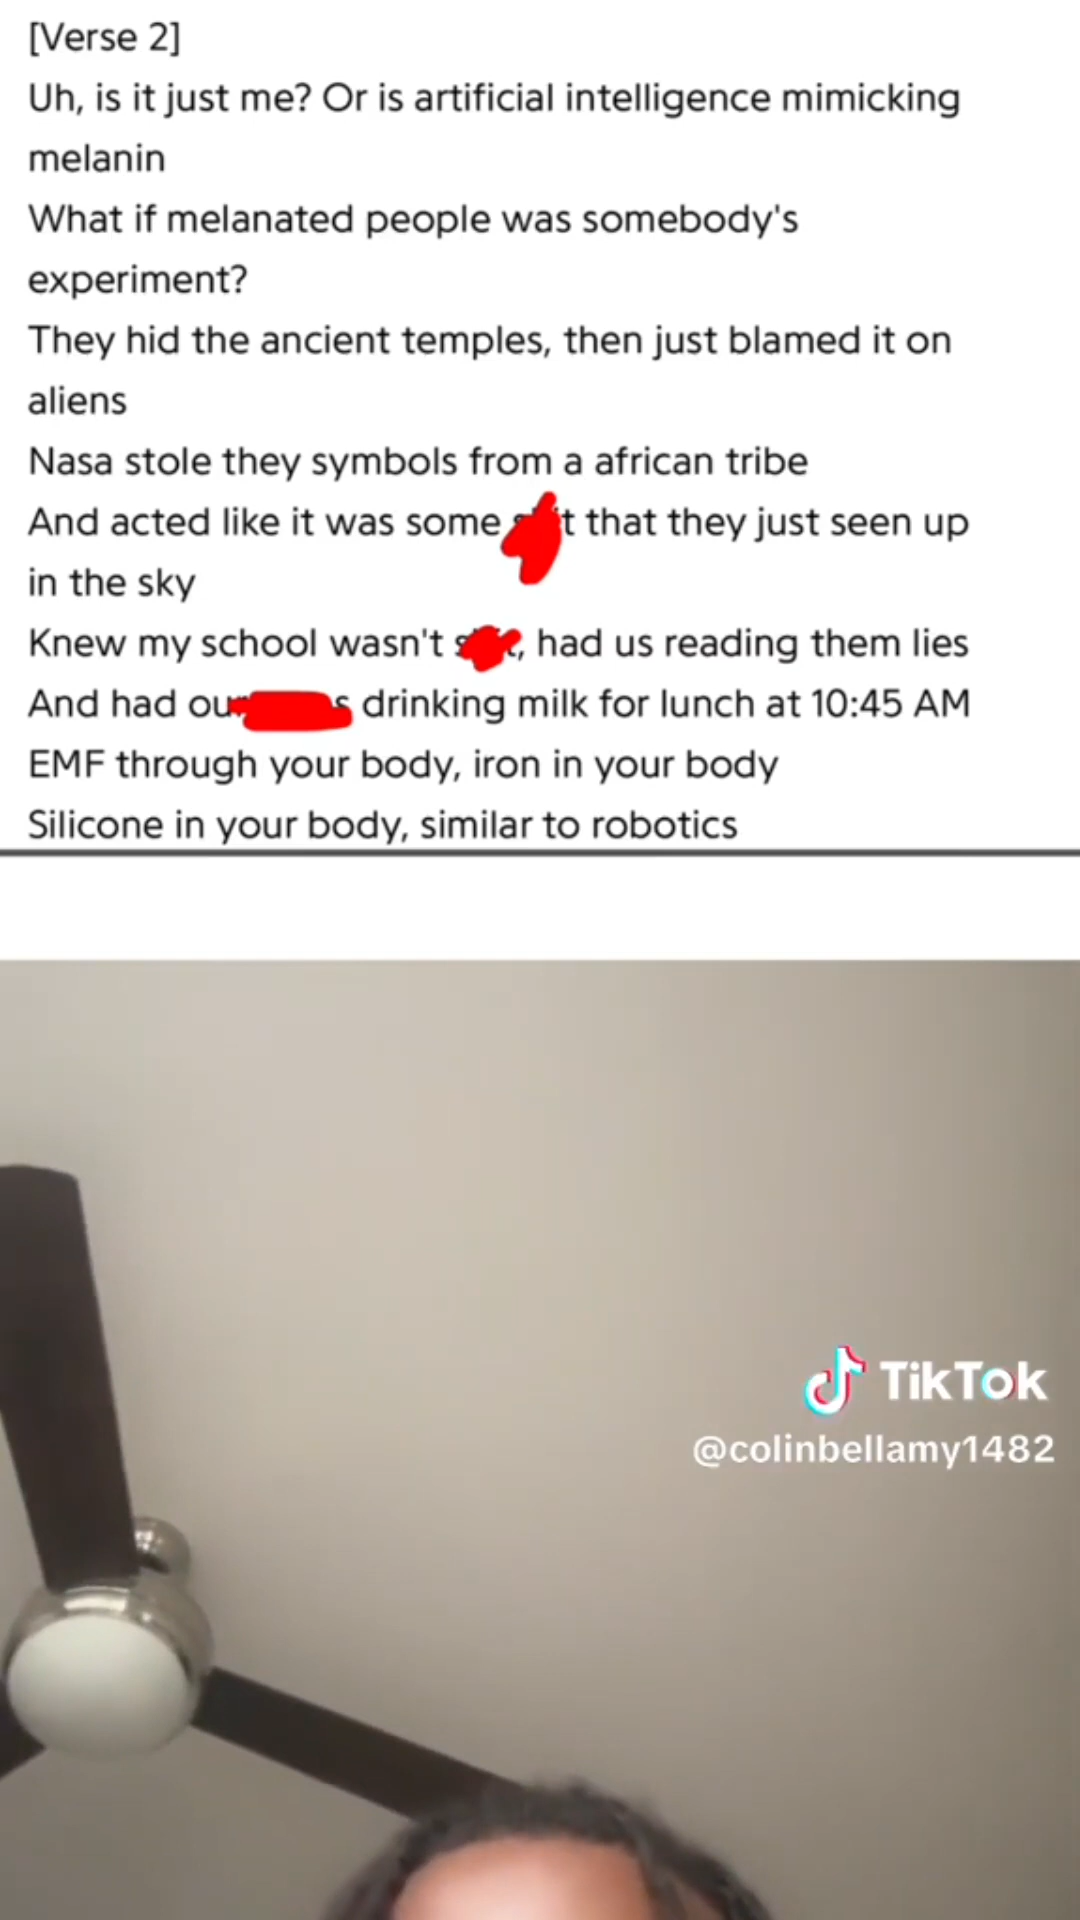 [Verse 2]
Uh, is it just me? Or is artificial intelligence mimicking
melanin
What if melanated people was somebody's
experiment?
They hid the ancient temples, then just blamed it on
aliens
Nasa stole they symbols from a african tribe
And acted like it was some that they just seen up
in the sky
Knew my school wasn't had us reading them lies
And had drinking milk for lunch at 10:45 AM
EMF through your body, iron in your body
Silicone in your body, similar to robotics
TikTok
@colinbellamy1482